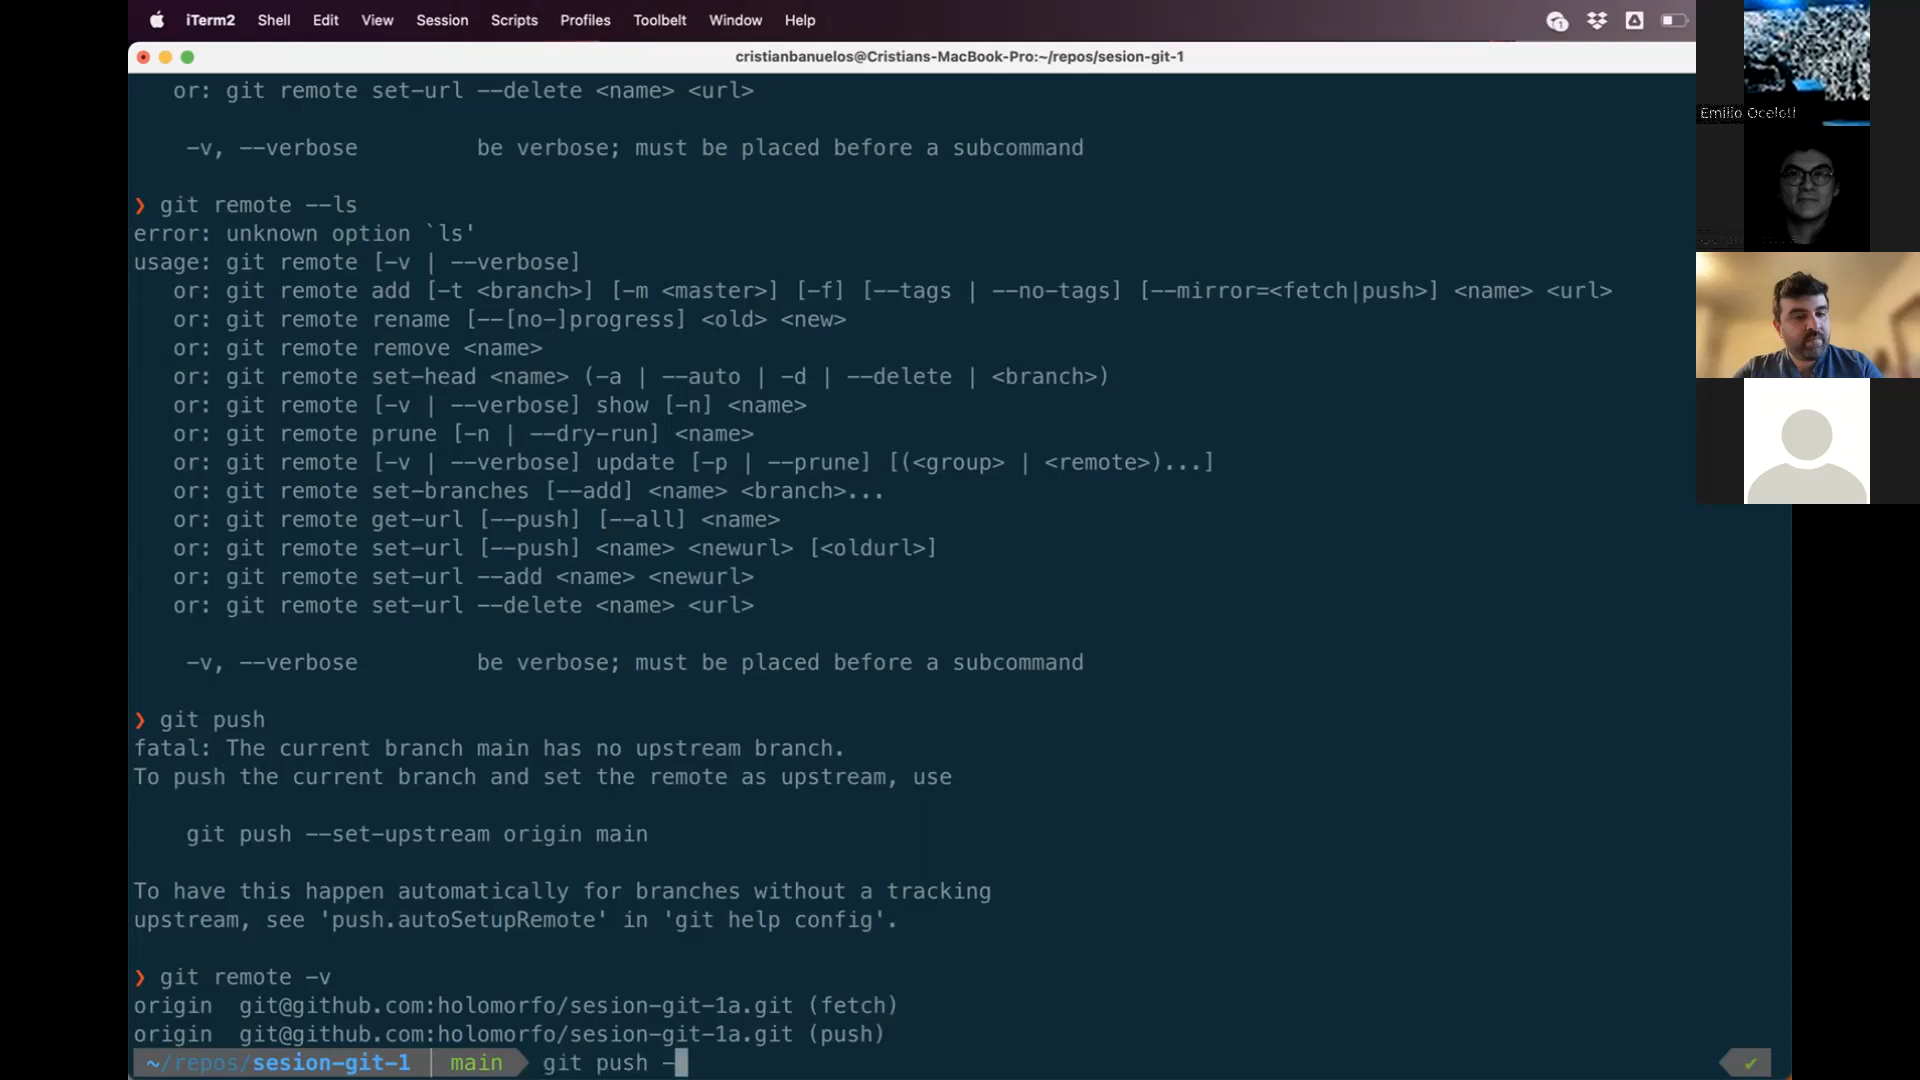 iTerm2 Shell Edit View Session Scripts Profiles Toolbelt Window Help
cristianbanuelos@Cristians-MacBook-Pro:~/repos/sesion-git-1
or: git remote set-url --delete <name> <url>
-v, --verbose be verbose; must be placed before a subcommand
❯ git remote --ls
error: unknown option `ls'
usage: git remote [-v | --verbose]
or: git remote add [-t <branch>] [-m <master>] [-f] [--tags | --no-tags] [--mirror=<fetch|push>] <name> <url>
or: git remote rename [--[no-]progress] <old> <new>
or: git remote remove <name>
or: git remote set-head <name> (-a | --auto | -d | --delete | <branch>)
or: git remote [-v | --verbose] show [-n] <name>
or: git remote prune [-n | --dry-run] <name>
or: git remote [-v | --verbose] update [-p | --prune] [(<group> | <remote>)...]
or: git remote set-branches [--add] <name> <branch>...
or: git remote get-url [--push] [--all] <name>
or: git remote set-url [--push] <name> <newurl> [<oldurl>]
or: git remote set-url --add <name> <newurl>
or: git remote set-url --delete <name> <url>
-v, --verbose be verbose; must be placed before a subcommand
❯ git push
fatal: The current branch main has no upstream branch.
To push the current branch and set the remote as upstream, use
git push --set-upstream origin main
To have this happen automatically for branches without a tracking
upstream, see 'push.autoSetupRemote' in 'git help config'.
❯ git remote -v
origin git@github.com:holomorfo/sesion-git-1a.git (fetch)
origin git@github.com:holomorfo/sesion-git-1a.git (push)
~/repos/sesion-git-1 main git push - ✔
Emilio Ocelotl